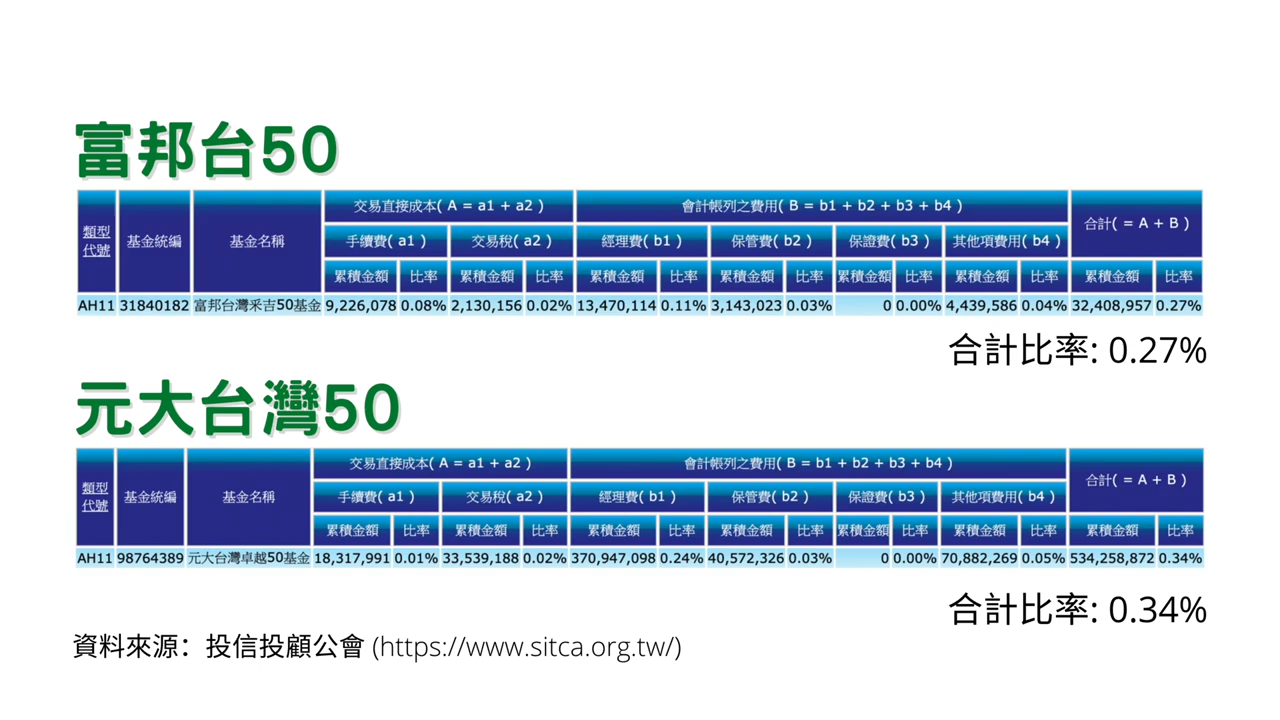 富邦台50
類型代號 基金統編 基金名稱 交易直接成本( A = a1 + a2 ) 會計帳列之費用( B = b1 + b2 + b3 + b4 ) 合計( = A + B )
手續費( a1 ) 交易稅( a2 ) 經理費( b1 ) 保管費( b2 ) 保證費( b3 ) 其他項費用( b4 )
累積金額 比率 累積金額 比率 累積金額 比率 累積金額 比率 累積金額 比率 累積金額 比率 累積金額 比率
AH11 31840182 富邦台灣釆吉50基金 9,226,078 0.08% 2,130,156 0.02% 13,470,114 0.11% 3,143,023 0.03% 0 0.00% 4,439,586 0.04% 32,408,957 0.27%
合計比率: 0.27%
元大台灣50
類型代號 基金統編 基金名稱 交易直接成本( A = a1 + a2 ) 會計帳列之費用( B = b1 + b2 + b3 + b4 ) 合計( = A + B )
手續費( a1 ) 交易稅( a2 ) 經理費( b1 ) 保管費( b2 ) 保證費( b3 ) 其他項費用( b4 )
累積金額 比率 累積金額 比率 累積金額 比率 累積金額 比率 累積金額 比率 累積金額 比率 累積金額 比率
AH11 98764389 元大台灣卓越50基金 18,317,991 0.01% 33,539,188 0.02% 370,947,098 0.24% 40,572,326 0.03% 0 0.00% 70,882,269 0.05% 534,258,872 0.34%
合計比率: 0.34%
資料來源：投信投顧公會 (https://www.sitca.org.tw/)